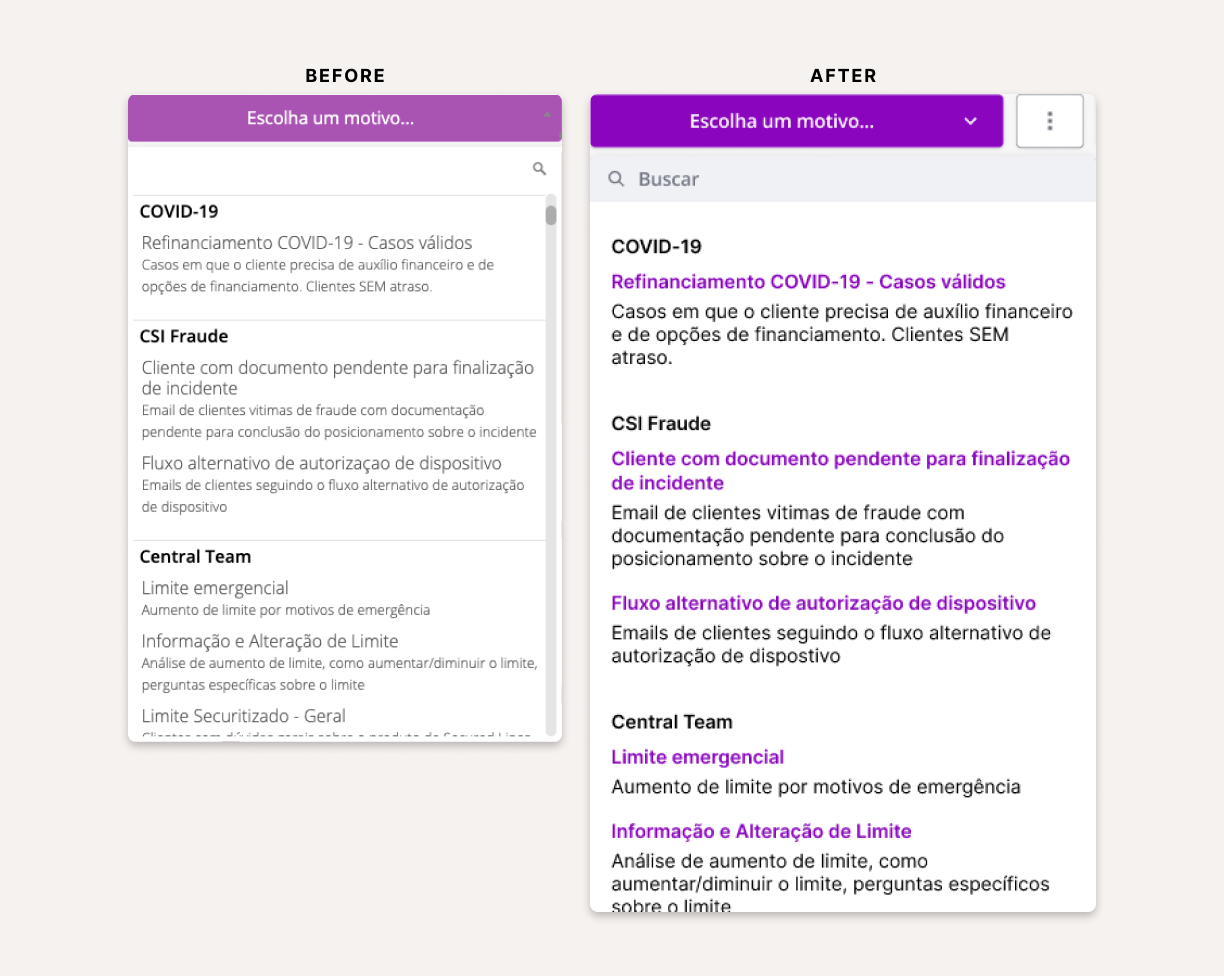 BEFORE
Escolha um motivo...
COVID-19
Refinanciamento COVID-19 - Casos válidos
Casos em que o cliente precisa de auxílio financeiro e de
opções de financiamento. Clientes SEM atraso.
CSI Fraude
Cliente com documento pendente para finalização
de incidente
Email de clientes vitimas de fraude com documentação
pendente para conclusão do posicionamento sobre o incidente
Fluxo alternativo de autorizaçao de dispositivo
Emails de clientes seguindo o fluxo alternativo de autorização
de dispositivo
Central Team
Limite emergencial
Aumento de limite por motivos de emergência
Informação e Alteração de Limite
Análise de aumento de limite, como aumentar/diminuir o limite,
perguntas específicas sobre o limite
Limite Securitizado - Geral
AFTER
Escolha um motivo...
Buscar
COVID-19
Refinanciamento COVID-19 - Casos válidos
Casos em que o cliente precisa de auxílio financeiro
e de opções de financiamento. Clientes SEM
atraso.
CSI Fraude
Cliente com documento pendente para finalização
de incidente
Email de clientes vitimas de fraude com
documentação pendente para conclusão do
posicionamento sobre o incidente
Fluxo alternativo de autorização de dispositivo
Emails de clientes seguindo o fluxo alternativo de
autorização de dispostivo
Central Team
Limite emergencial
Aumento de limite por motivos de emergência
Informação e Alteração de Limite
Análise de aumento de limite, como
aumentar/diminuir o limite, perguntas específicos
sobre o limite